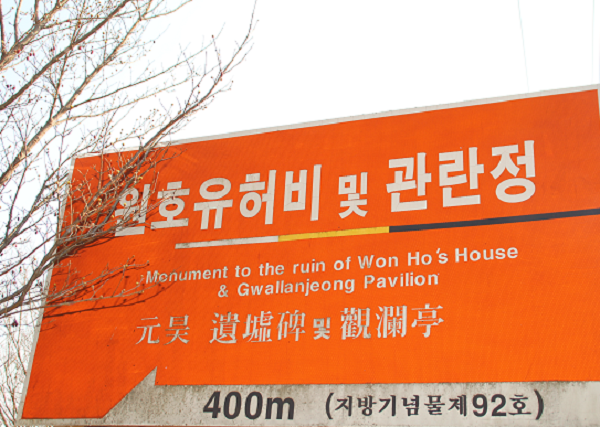 원호유허비 및 관란정
Monument to the ruin of Won Ho's House
& Gwallanjeong Pavilion
元昊 遺墟碑 및 觀瀾亭
400m (지방기념물제92호)